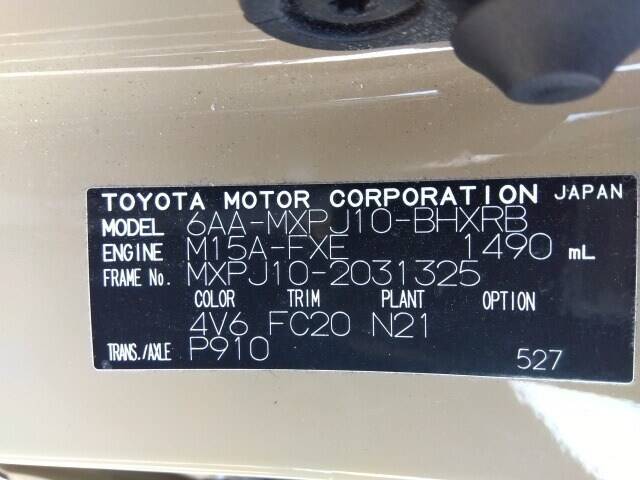 TOYOTA MOTOR CORPORATION JAPAN
MODEL 6AA-MXPJ10-BHXRB
ENGINE M15A-FXE 1490 mL
FRAME No. MXPJ10-2031325
COLOR TRIM PLANT OPTION
4V6 FC20 N21
TRANS./AXLE P910 527